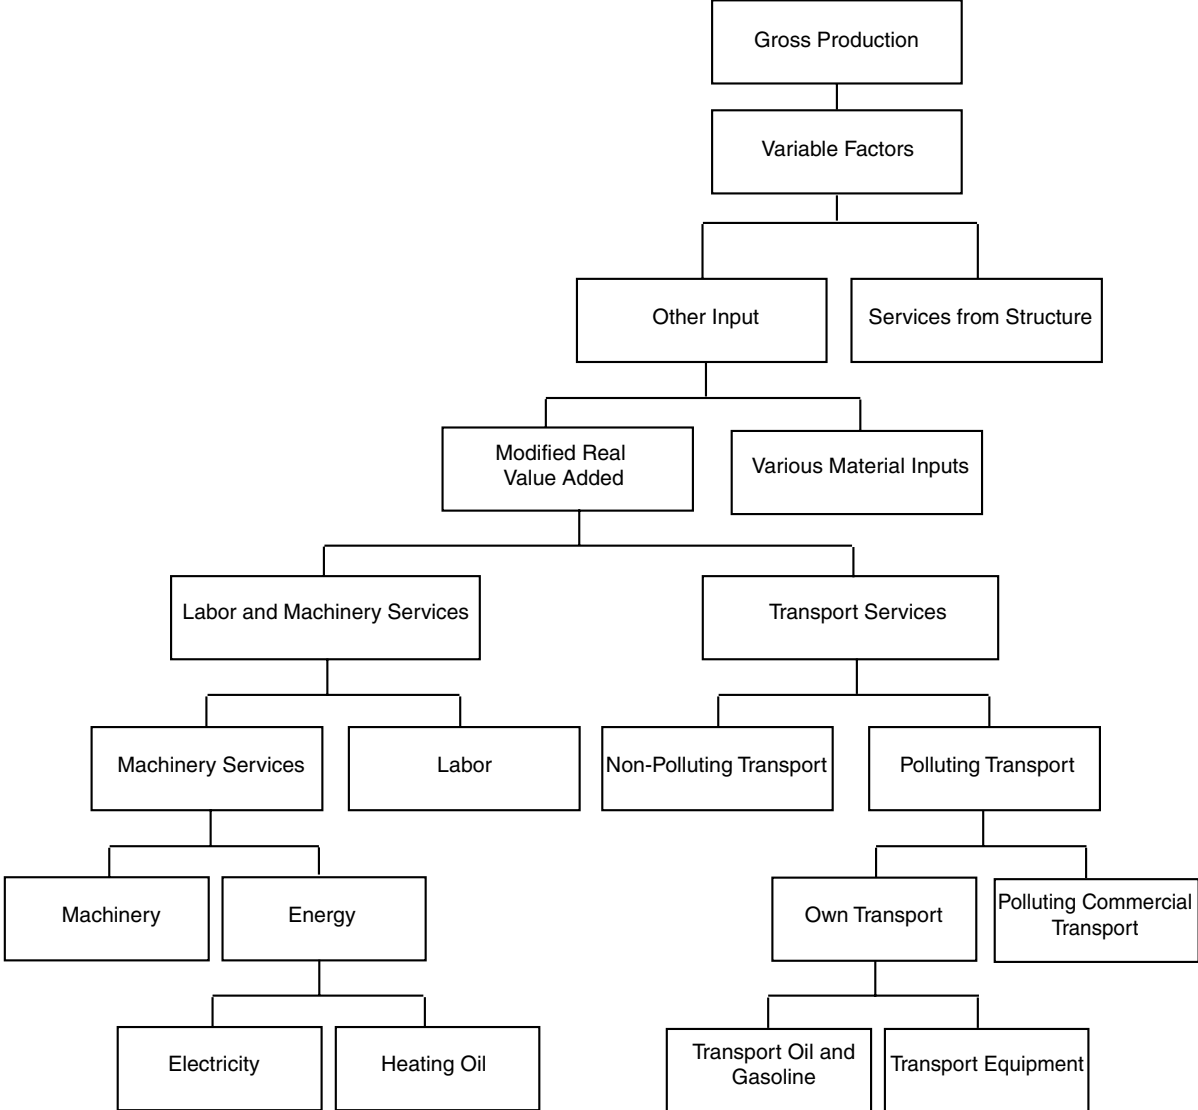 Gross Production
Variable Factors
Other Input
Services from Structure
Modified Real
Value Added
Various Material Inputs
Labor and Machinery Services
Transport Services
Machinery Services
Labor
Non-Polluting Transport
Polluting Transport
Machinery
Energy
Own Transport
Polluting Commercial
Transport
Electricity
Heating Oil
Transport Oil and
Gasoline
Transport Equipment